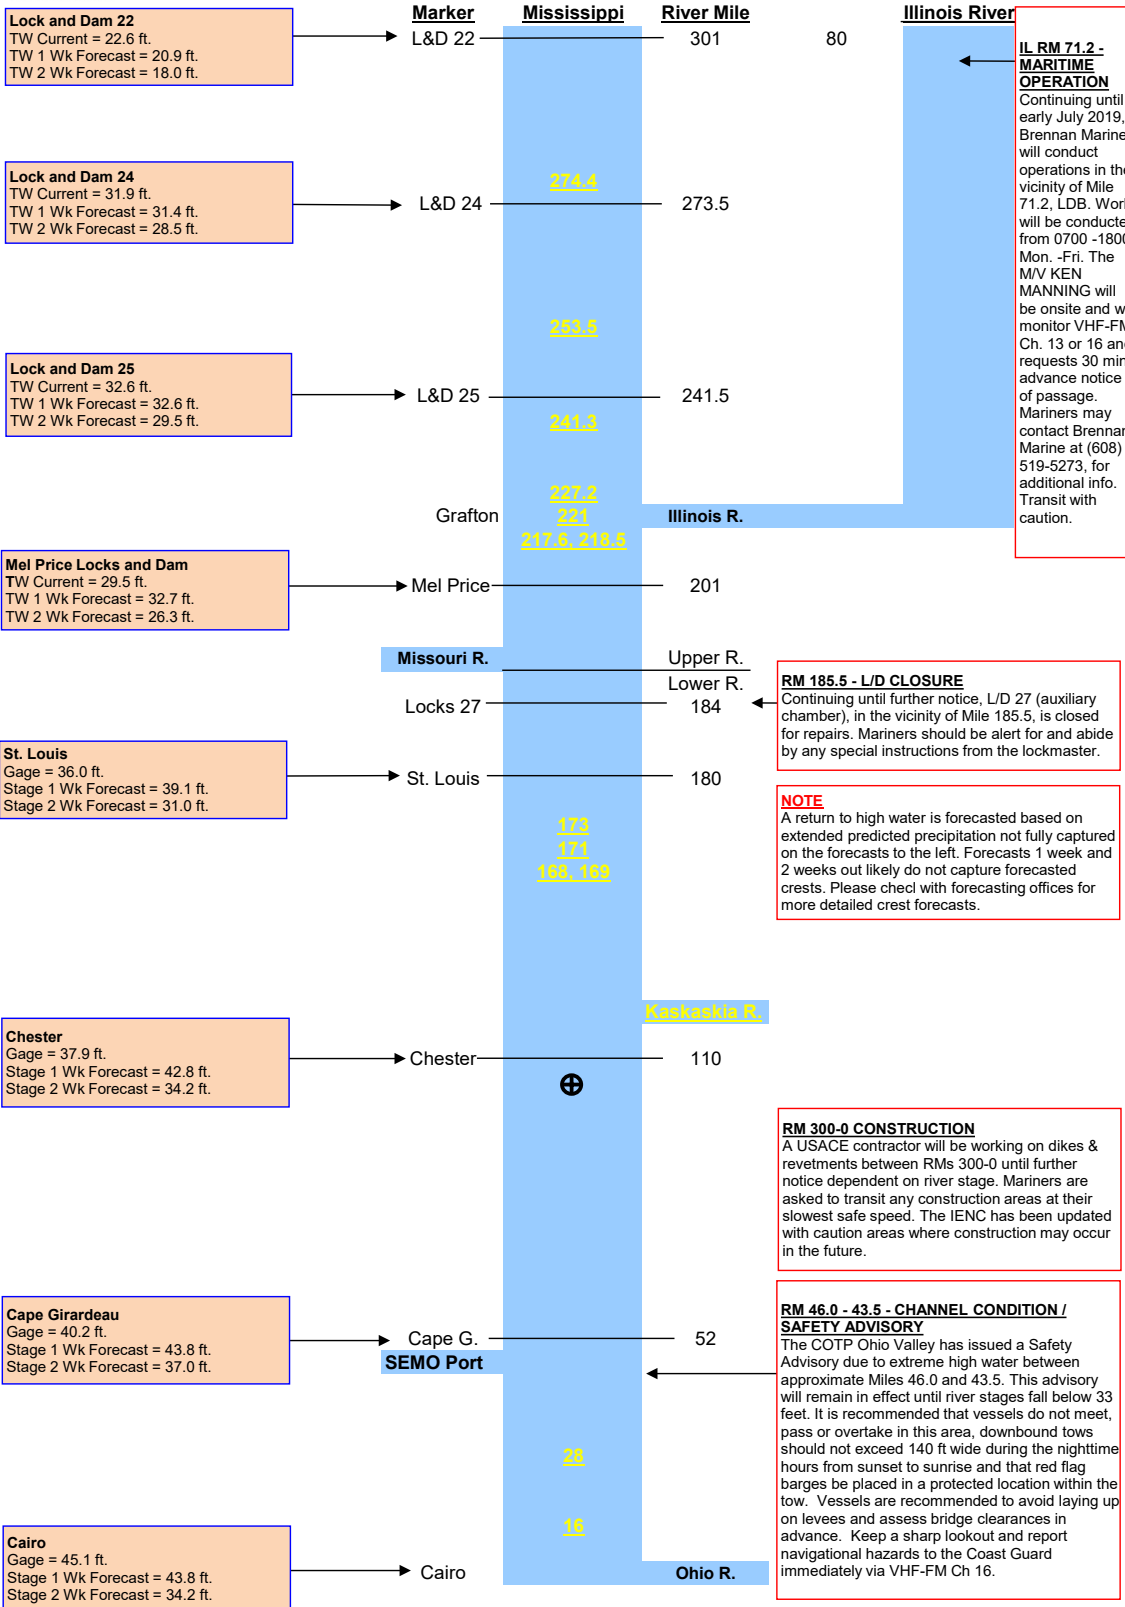 Marker Mississippi River Mile Illinois River
Lock and Dam 22
TW Current = 22.6 ft.
TW 1 Wk Forecast = 20.9 ft.
TW 2 Wk Forecast = 18.0 ft.
L&D 22 301 80
IL RM 71.2 -
MARITIME
OPERATION
Continuing until
early July 2019,
Brennan Marine
will conduct
operations in the
vicinity of Mile
71.2, LDB. Work
will be conducte
from 0700 -1800
Mon. -Fri. The
M/V KEN
MANNING will
be onsite and w
monitor VHF-FM
Ch. 13 or 16 and
requests 30 min
advance notice
of passage.
Mariners may
contact Brennan
Marine at (608)
519-5273, for
additional info.
Transit with
caution.
Lock and Dam 24
TW Current = 31.9 ft.
TW 1 Wk Forecast = 31.4 ft.
TW 2 Wk Forecast = 28.5 ft.
274.4
L&D 24 273.5
253.5
Lock and Dam 25
TW Current = 32.6 ft.
TW 1 Wk Forecast = 32.6 ft.
TW 2 Wk Forecast = 29.5 ft.
L&D 25 241.5
241.3
227.2
Grafton 221 Illinois R.
217.6, 218.5
Mel Price Locks and Dam
TW Current = 29.5 ft.
TW 1 Wk Forecast = 32.7 ft.
TW 2 Wk Forecast = 26.3 ft.
Mel Price 201
Missouri R. Upper R.
Lower R.
Locks 27 184
RM 185.5 - L/D CLOSURE
Continuing until further notice, L/D 27 (auxiliary
chamber), in the vicinity of Mile 185.5, is closed
for repairs. Mariners should be alert for and abide
by any special instructions from the lockmaster.
St. Louis
Gage = 36.0 ft.
Stage 1 Wk Forecast = 39.1 ft.
Stage 2 Wk Forecast = 31.0 ft.
St. Louis 180
NOTE
A return to high water is forecasted based on
extended predicted precipitation not fully captured
on the forecasts to the left. Forecasts 1 week and
2 weeks out likely do not capture forecasted
crests. Please checl with forecasting offices for
more detailed crest forecasts.
173
171
168, 169
Kaskaskia R.
Chester
Gage = 37.9 ft.
Stage 1 Wk Forecast = 42.8 ft.
Stage 2 Wk Forecast = 34.2 ft.
Chester 110
RM 300-0 CONSTRUCTION
A USACE contractor will be working on dikes &
revetments between RMs 300-0 until further
notice dependent on river stage. Mariners are
asked to transit any construction areas at their
slowest safe speed. The IENC has been updated
with caution areas where construction may occur
in the future.
Cape Girardeau
Gage = 40.2 ft.
Stage 1 Wk Forecast = 43.8 ft.
Stage 2 Wk Forecast = 37.0 ft.
Cape G. 52
SEMO Port
RM 46.0 - 43.5 - CHANNEL CONDITION /
SAFETY ADVISORY
The COTP Ohio Valley has issued a Safety
Advisory due to extreme high water between
approximate Miles 46.0 and 43.5. This advisory
will remain in effect until river stages fall below 33
feet. It is recommended that vessels do not meet,
pass or overtake in this area, downbound tows
should not exceed 140 ft wide during the nighttime
hours from sunset to sunrise and that red flag
barges be placed in a protected location within the
tow. Vessels are recommended to avoid laying up
on levees and assess bridge clearances in
advance. Keep a sharp lookout and report
navigational hazards to the Coast Guard
immediately via VHF-FM Ch 16.
28
16
Cairo
Gage = 45.1 ft.
Stage 1 Wk Forecast = 43.8 ft.
Stage 2 Wk Forecast = 34.2 ft.
Cairo Ohio R.